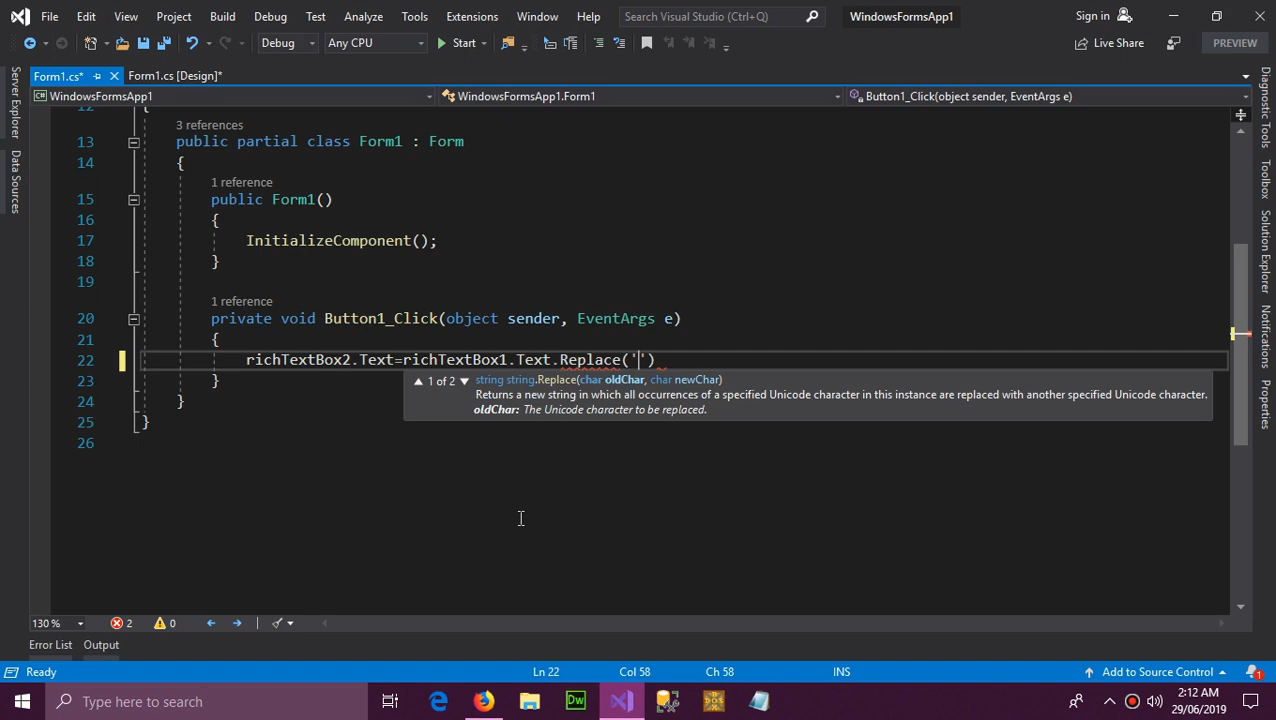 File Edit View Project Build Debug Test Analyze Tools Extensions Window Help Search Visual Studio (Ctrl+Q) WindowsFormsApp1 Sign in
Debug Any CPU Start Live Share PREVIEW
Form1.cs* Form1.cs [Design]*
WindowsFormsApp1 WindowsFormsApp1.Form1 Button1_Click(object sender, EventArgs e)
Server Explorer
Data Sources
12 {
3 references
13 public partial class Form1 : Form
14 {
1 reference
15 public Form1()
16 {
17 InitializeComponent();
18 }
19
1 reference
20 private void Button1_Click(object sender, EventArgs e)
21 {
22 richTextBox2.Text=richTextBox1.Text.Replace('')
1 of 2 string string.Replace(char oldChar, char newChar)
Returns a new string in which all occurrences of a specified Unicode character in this instance are replaced with another specified Unicode character.
oldChar: The Unicode character to be replaced.
23 }
24 }
25 }
26
Diagnostic Tools
Toolbox
Notifications
Solution Explorer
Properties
130 % 2 0
Error List Output
Ready Ln 22 Col 58 Ch 58 INS Add to Source Control 1
Type here to search Dw DOS 2:12 AM
29/06/2019